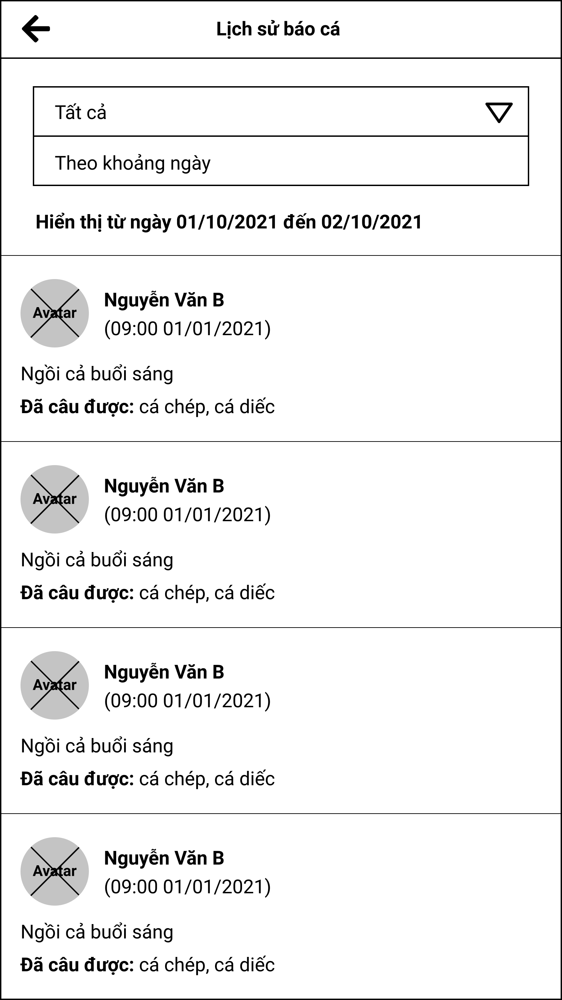 Lịch sử báo cá
Tất cả
Theo khoảng ngày
Hiển thị từ ngày 01/10/2021 đến 02/10/2021
Avatar
Nguyễn Văn B
(09:00 01/01/2021)
Ngồi cả buổi sáng
Đã câu được: cá chép, cá diếc
Avatar
Nguyễn Văn B
(09:00 01/01/2021)
Ngồi cả buổi sáng
Đã câu được: cá chép, cá diếc
Avatar
Nguyễn Văn B
(09:00 01/01/2021)
Ngồi cả buổi sáng
Đã câu được: cá chép, cá diếc
Avatar
Nguyễn Văn B
(09:00 01/01/2021)
Ngồi cả buổi sáng
Đã câu được: cá chép, cá diếc